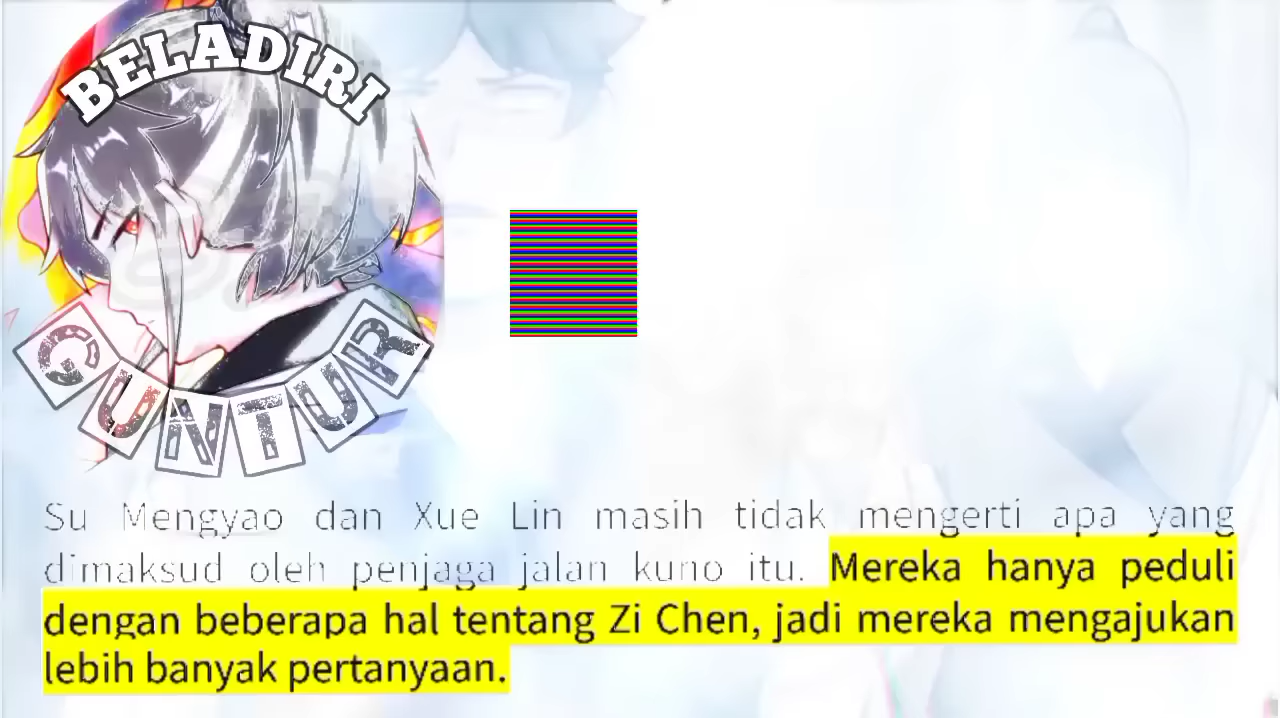 BELADIRI
GUNTUR
Su Mengyao dan Xue Lin masih tidak mengerti apa yang
dimaksud oleh penjaga jalan kuno itu. Mereka hanya peduli
dengan beberapa hal tentang Zi Chen, jadi mereka mengajukan
lebih banyak pertanyaan.